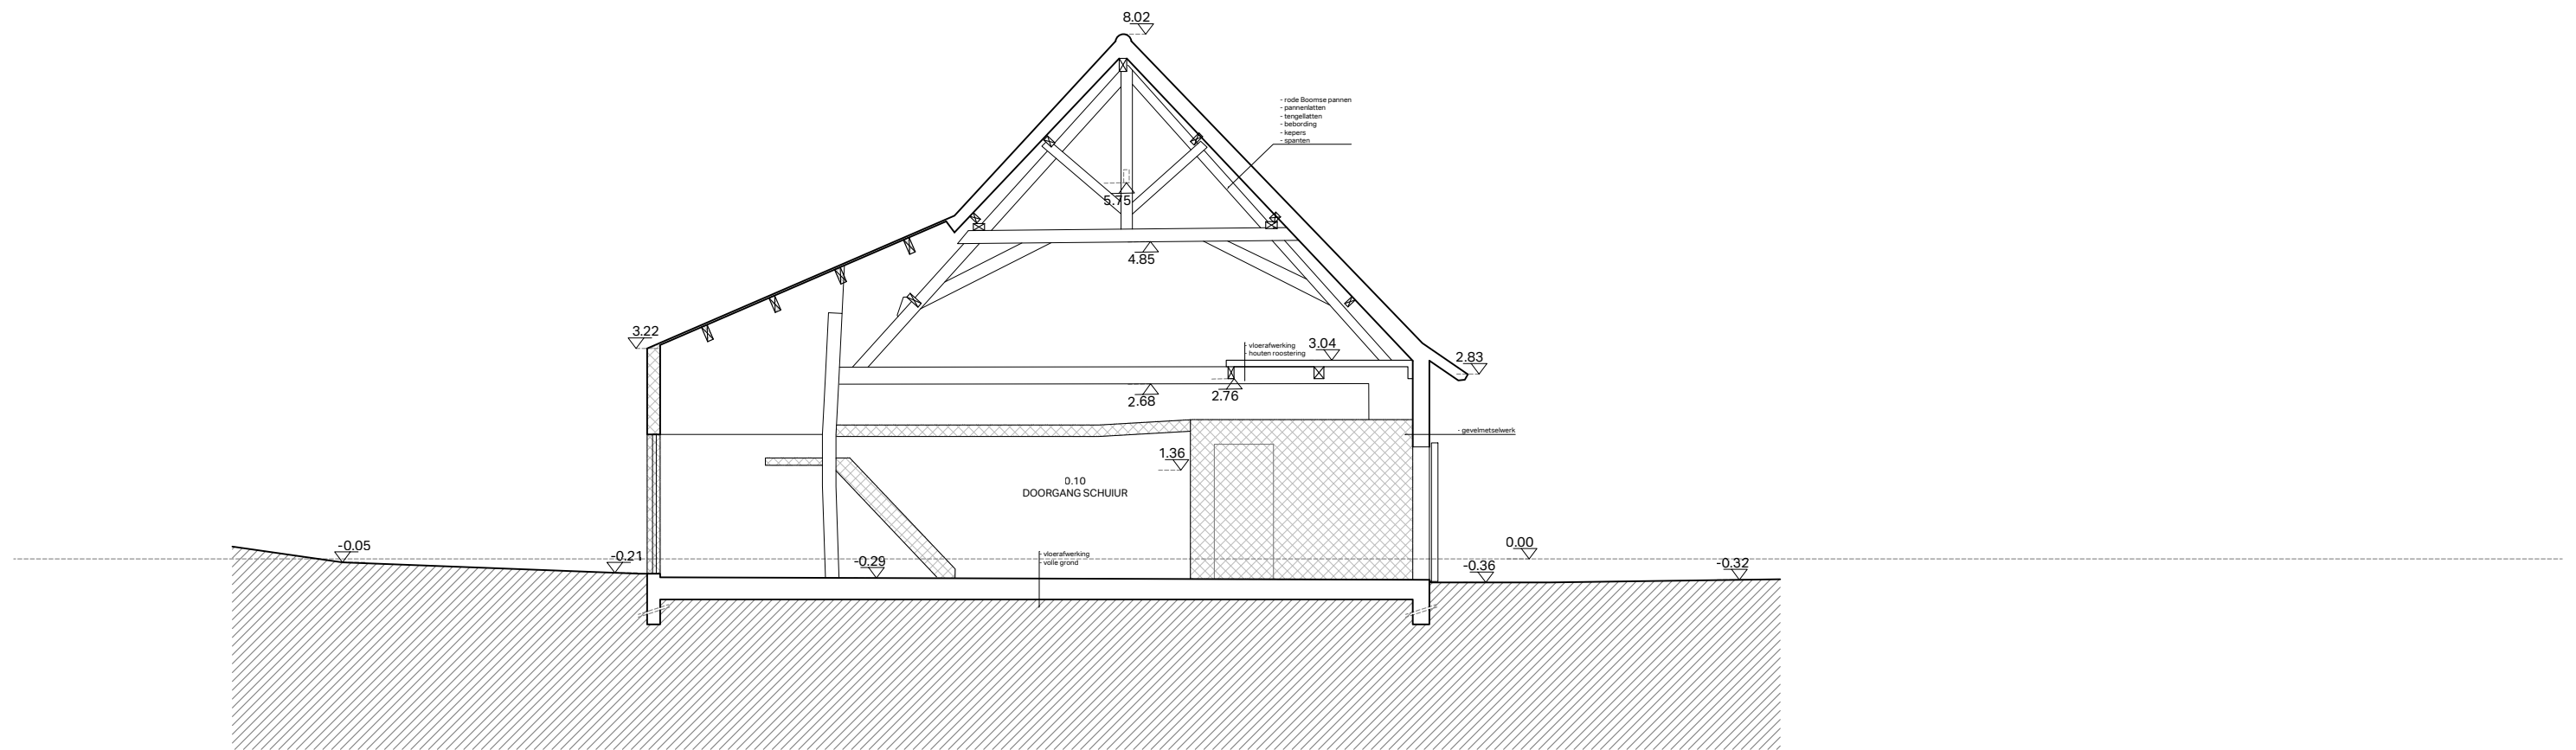 8.02
- rode Boomse pannen
- pannenlatten
- tengellatten
- bebording
- kepers
- spanten
5.75
4.85
3.22
- vloerafwerking
- houten roostering
3.04
2.83
2.76
2.68
- gevelmetselwerk
1.36
0.10
DOORGANG SCHUIUR
0.00
-0.05
-0.21
-0.29
- vloerafwerking
- volle grond
-0.36
-0.32